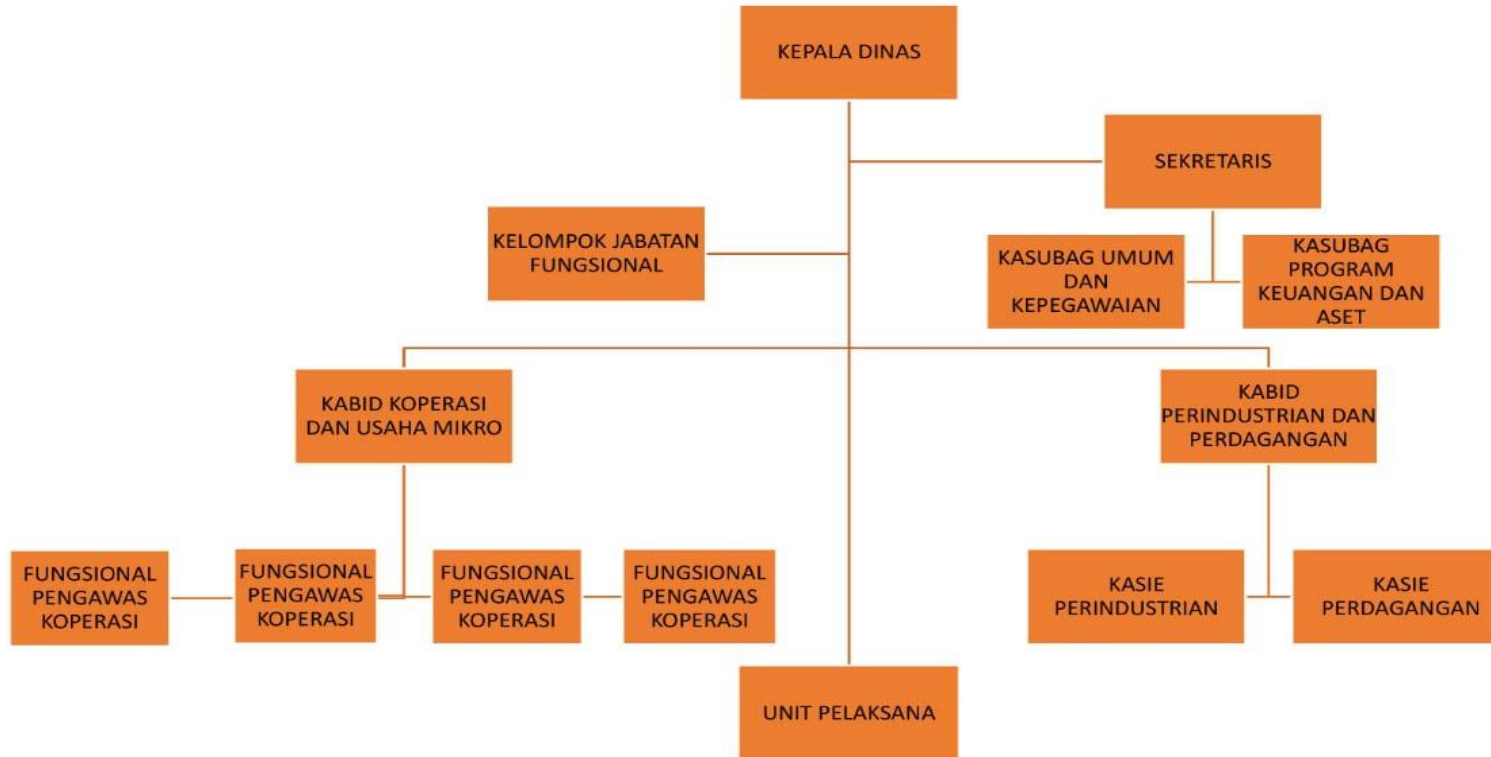 KEPALA DINAS
SEKRETARIS
KELOMPOK JABATAN
FUNGSIONAL
KASUBAG UMUM
DAN
KEPEGAWAIAN
KASUBAG
PROGRAM
KEUANGAN DAN
ASET
KABID KOPERASI
DAN USAHA MIKRO
KABID
PERINDUSTRIAN DAN
PERDAGANGAN
FUNGSIONAL
PENGAWAS
KOPERASI
FUNGSIONAL
PENGAWAS
KOPERASI
FUNGSIONAL
PENGAWAS
KOPERASI
FUNGSIONAL
PENGAWAS
KOPERASI
KASIE
PERINDUSTRIAN
KASIE
PERDAGANGAN
UNIT PELAKSANA